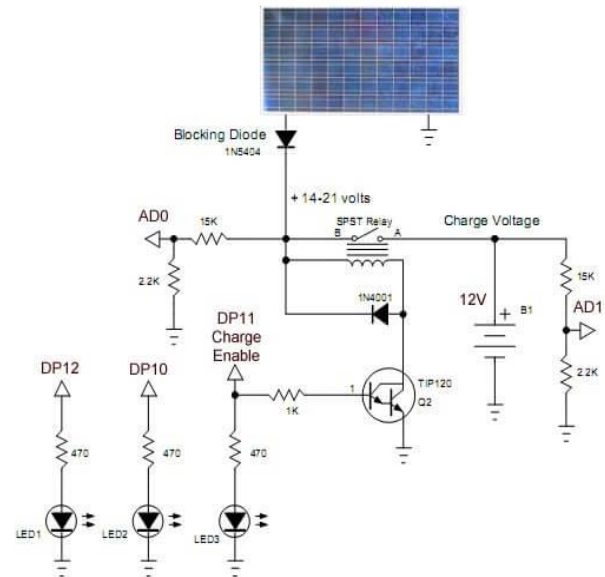 Blocking Diode
1N5404
+ 14-21 volts
SPST Relay
Charge Voltage
AD0
15K
B
A
2.2K
1N4001
12V
+
B1
15K
AD1
2.2K
DP11
Charge
Enable
DP12
DP10
1K
1
TIP120
Q2
470
470
470
LED1
LED2
LED3